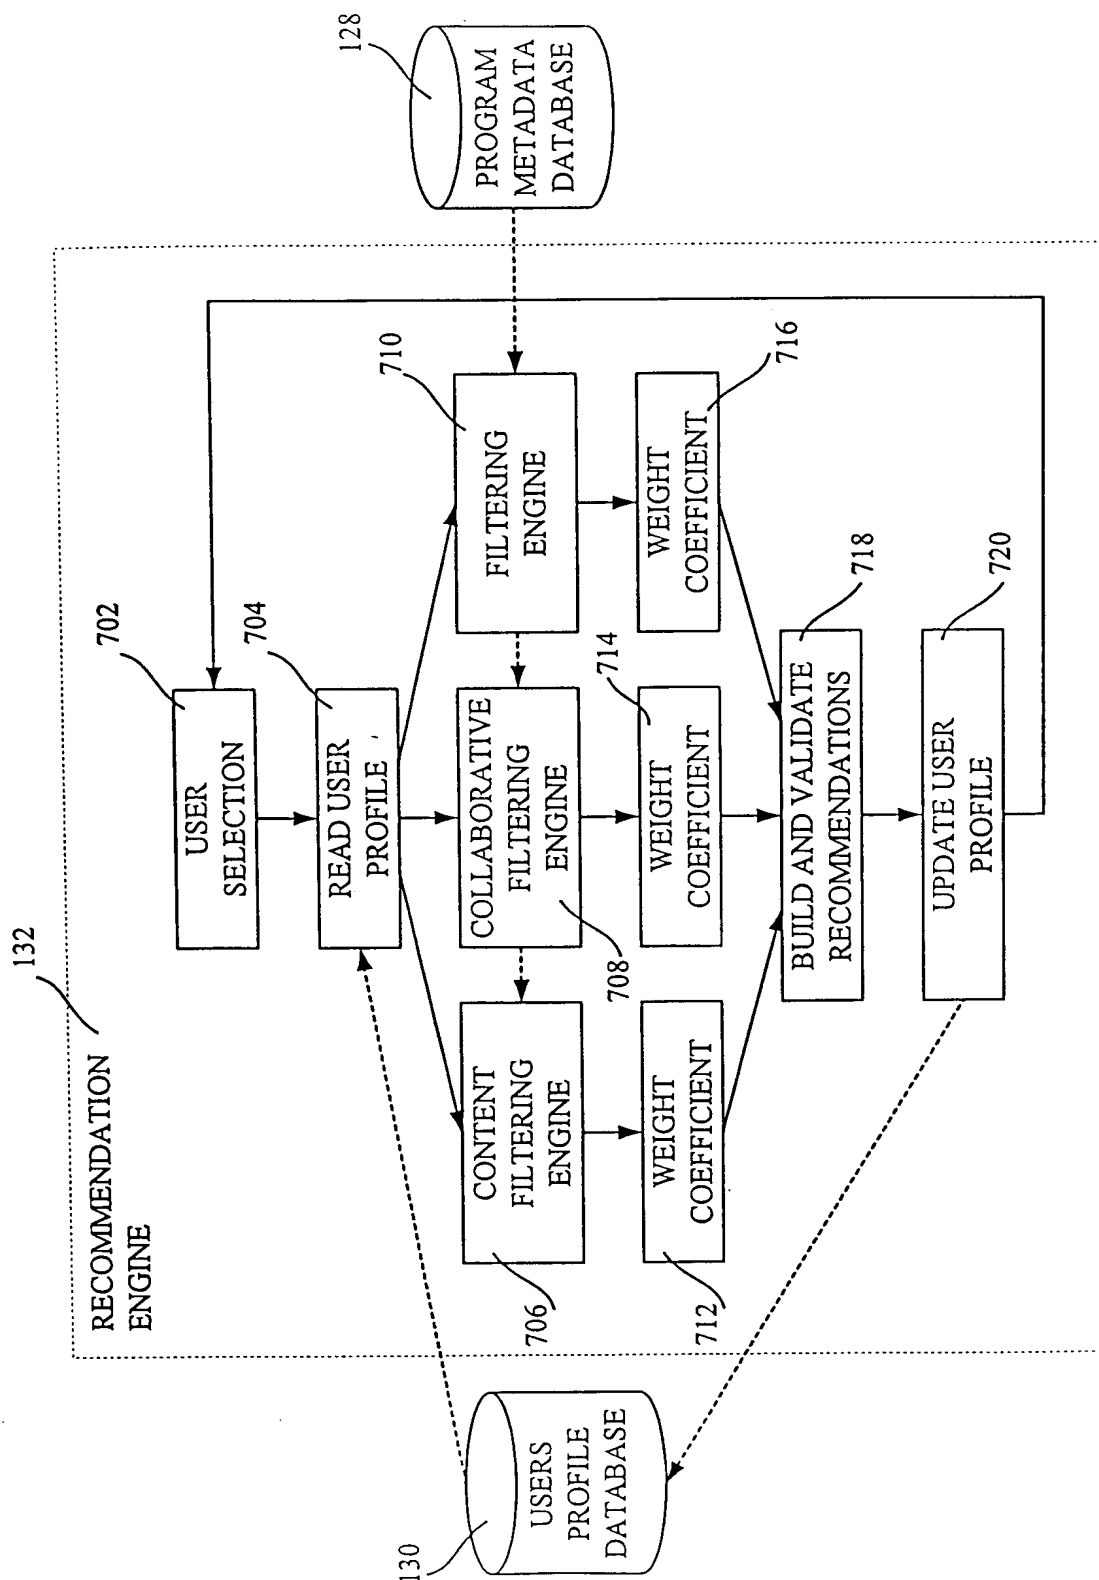 132
RECOMMENDATION
ENGINE
702
USER
SELECTION
704
READ USER
PROFILE
130
USERS
PROFILE
DATABASE
128
PROGRAM
METADATA
DATABASE
706
CONTENT
FILTERING
ENGINE
708
COLLABORATIVE
FILTERING
ENGINE
710
FILTERING
ENGINE
712
WEIGHT
COEFFICIENT
714
WEIGHT
COEFFICIENT
716
WEIGHT
COEFFICIENT
718
BUILD AND VALIDATE
RECOMMENDATIONS
720
UPDATE USER
PROFILE